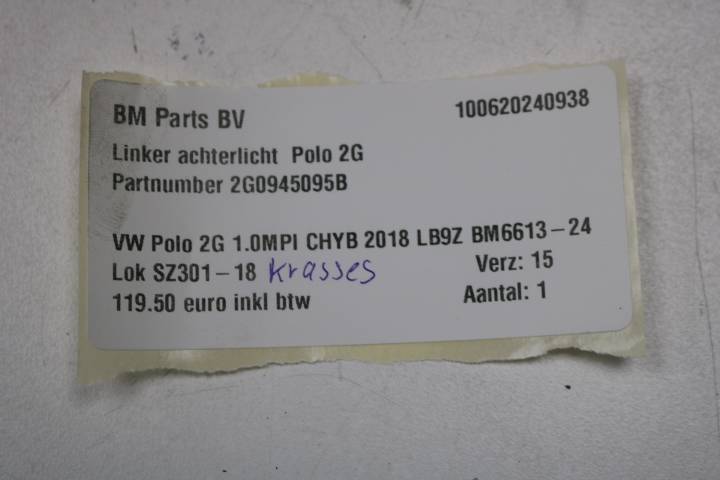 BM Parts BV 100620240938
Linker achterlicht Polo 2G
Partnumber 2G0945095B
VW Polo 2G 1.0MPI CHYB 2018 LB9Z BM6613-24
Lok SZ301-18 krasses Verz: 15
119.50 euro inkl btw Aantal: 1